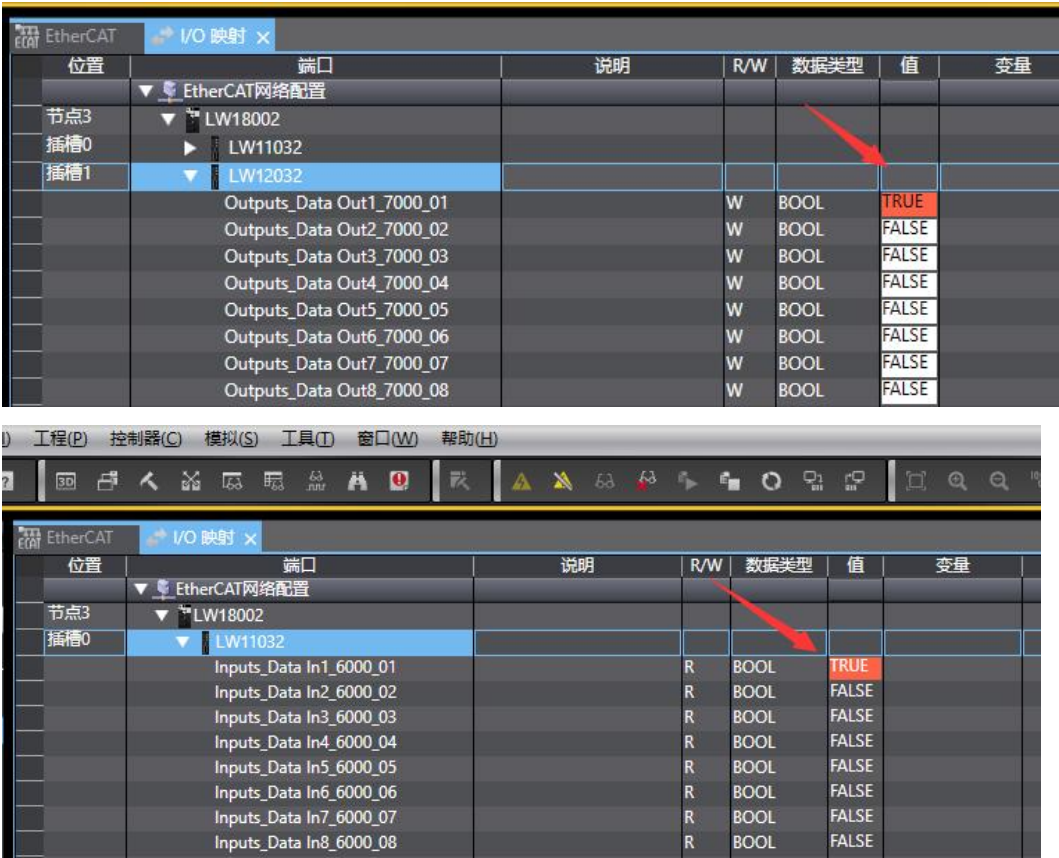 ECAT EtherCAT I/O 映射 ×
位置 端口 说明 R/W 数据类型 值 变量
EtherCAT网络配置
节点3 LW18002
插槽0 LW11032
插槽1 LW12032
Outputs_Data Out1_7000_01 W BOOL TRUE
Outputs_Data Out2_7000_02 W BOOL FALSE
Outputs_Data Out3_7000_03 W BOOL FALSE
Outputs_Data Out4_7000_04 W BOOL FALSE
Outputs_Data Out5_7000_05 W BOOL FALSE
Outputs_Data Out6_7000_06 W BOOL FALSE
Outputs_Data Out7_7000_07 W BOOL FALSE
Outputs_Data Out8_7000_08 W BOOL FALSE
工程(P) 控制器(C) 模拟(S) 工具(T) 窗口(W) 帮助(H)
3D
ECAT EtherCAT I/O 映射 ×
位置 端口 说明 R/W 数据类型 值 变量
EtherCAT网络配置
节点3 LW18002
插槽0 LW11032
Inputs_Data In1_6000_01 R BOOL TRUE
Inputs_Data In2_6000_02 R BOOL FALSE
Inputs_Data In3_6000_03 R BOOL FALSE
Inputs_Data In4_6000_04 R BOOL FALSE
Inputs_Data In5_6000_05 R BOOL FALSE
Inputs_Data In6_6000_06 R BOOL FALSE
Inputs_Data In7_6000_07 R BOOL FALSE
Inputs_Data In8_6000_08 R BOOL FALSE